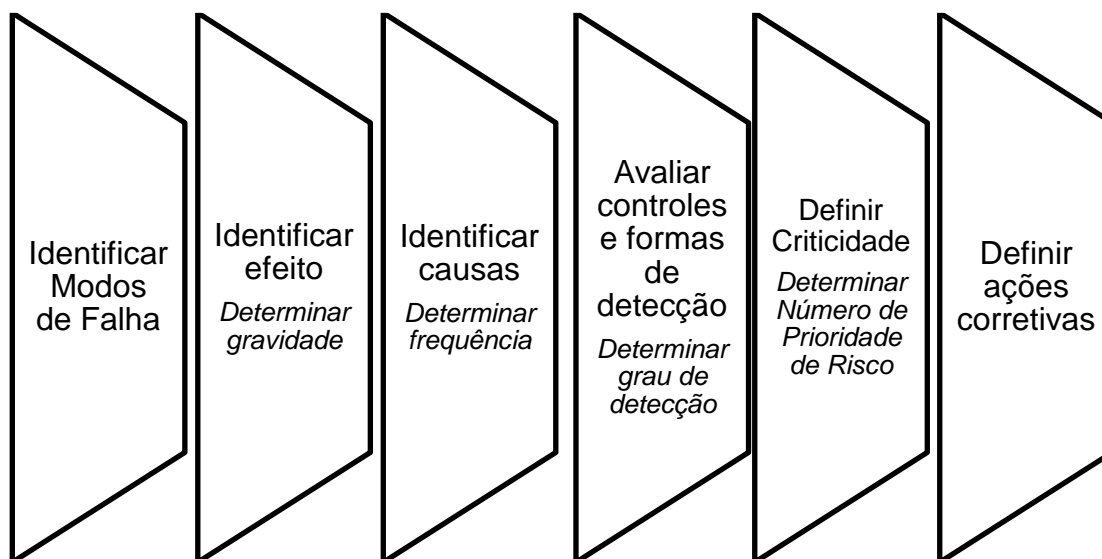 Identificar
Modos
de Falha
Identificar
efeito
Determinar
gravidade
Identificar
causas
Determinar
frequência
Avaliar
controles
e formas
de
detecção
Determinar
grau de
detecção
Definir
Criticidade
Determinar
Número de
Prioridade
de Risco
Definir
ações
corretivas